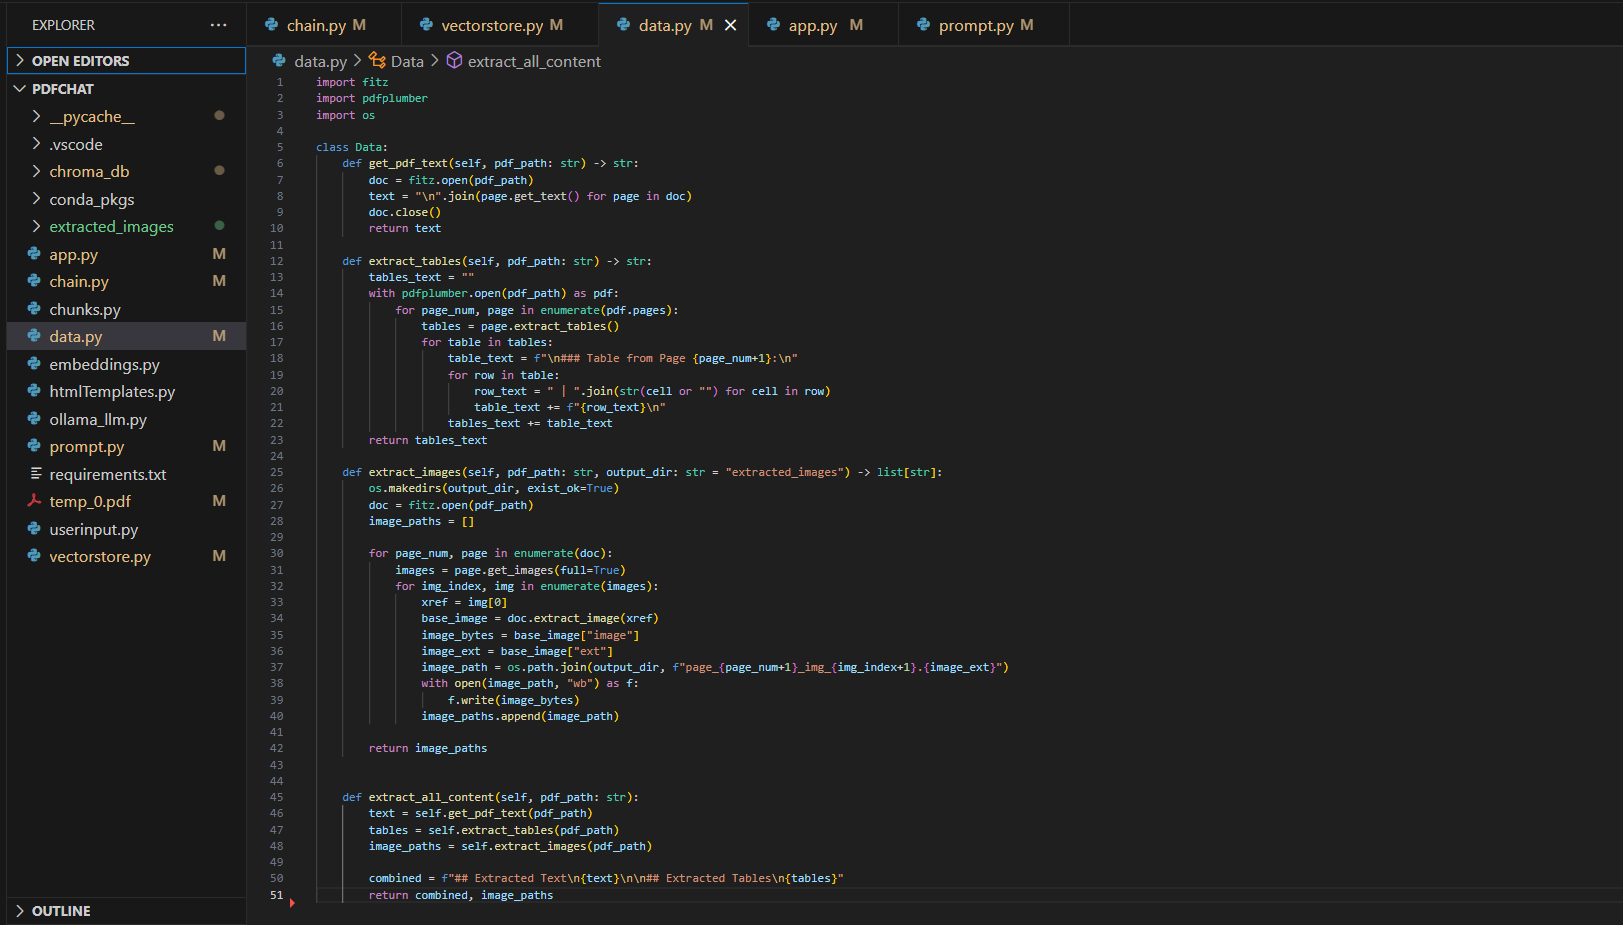 EXPLORER
OPEN EDITORS
PDFCHAT
__pycache__
.vscode
chroma_db
conda_pkgs
extracted_images
app.py M
chain.py M
chunks.py
data.py M
embeddings.py
htmlTemplates.py
ollama_llm.py
prompt.py M
requirements.txt
temp_0.pdf M
userinput.py
vectorstore.py M
OUTLINE
chain.py M vectorstore.py M data.py M app.py M prompt.py M
data.py > Data > extract_all_content
1 import fitz
2 import pdfplumber
3 import os
4
5 class Data:
6     def get_pdf_text(self, pdf_path: str) -> str:
7         doc = fitz.open(pdf_path)
8         text = "\n".join(page.get_text() for page in doc)
9         doc.close()
10         return text
11
12     def extract_tables(self, pdf_path: str) -> str:
13         tables_text = ""
14         with pdfplumber.open(pdf_path) as pdf:
15             for page_num, page in enumerate(pdf.pages):
16                 tables = page.extract_tables()
17                 for table in tables:
18                     table_text = f"\n### Table from Page {page_num+1}:\n"
19                     for row in table:
20                         row_text = " | ".join(str(cell or "") for cell in row)
21                         table_text += f"{row_text}\n"
22                     tables_text += table_text
23         return tables_text
24
25     def extract_images(self, pdf_path: str, output_dir: str = "extracted_images") -> list[str]:
26         os.makedirs(output_dir, exist_ok=True)
27         doc = fitz.open(pdf_path)
28         image_paths = []
29
30         for page_num, page in enumerate(doc):
31             images = page.get_images(full=True)
32             for img_index, img in enumerate(images):
33                 xref = img[0]
34                 base_image = doc.extract_image(xref)
35                 image_bytes = base_image["image"]
36                 image_ext = base_image["ext"]
37                 image_path = os.path.join(output_dir, f"page_{page_num+1}_img_{img_index+1}.{image_ext}")
38                 with open(image_path, "wb") as f:
39                     f.write(image_bytes)
40                 image_paths.append(image_path)
41
42         return image_paths
43
44
45     def extract_all_content(self, pdf_path: str):
46         text = self.get_pdf_text(pdf_path)
47         tables = self.extract_tables(pdf_path)
48         image_paths = self.extract_images(pdf_path)
49
50         combined = f"## Extracted Text\n{text}\n\n## Extracted Tables\n{tables}"
51         return combined, image_paths